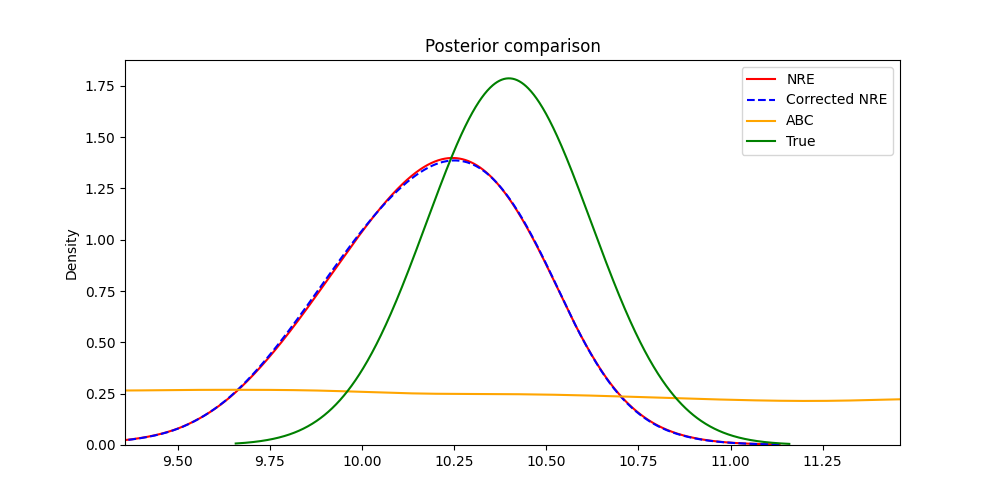 Posterior comparison
NRE
Corrected NRE
ABC
True
Density
1.75
1.50
1.25
1.00
0.75
0.50
0.25
0.00
9.50 9.75 10.00 10.25 10.50 10.75 11.00 11.25